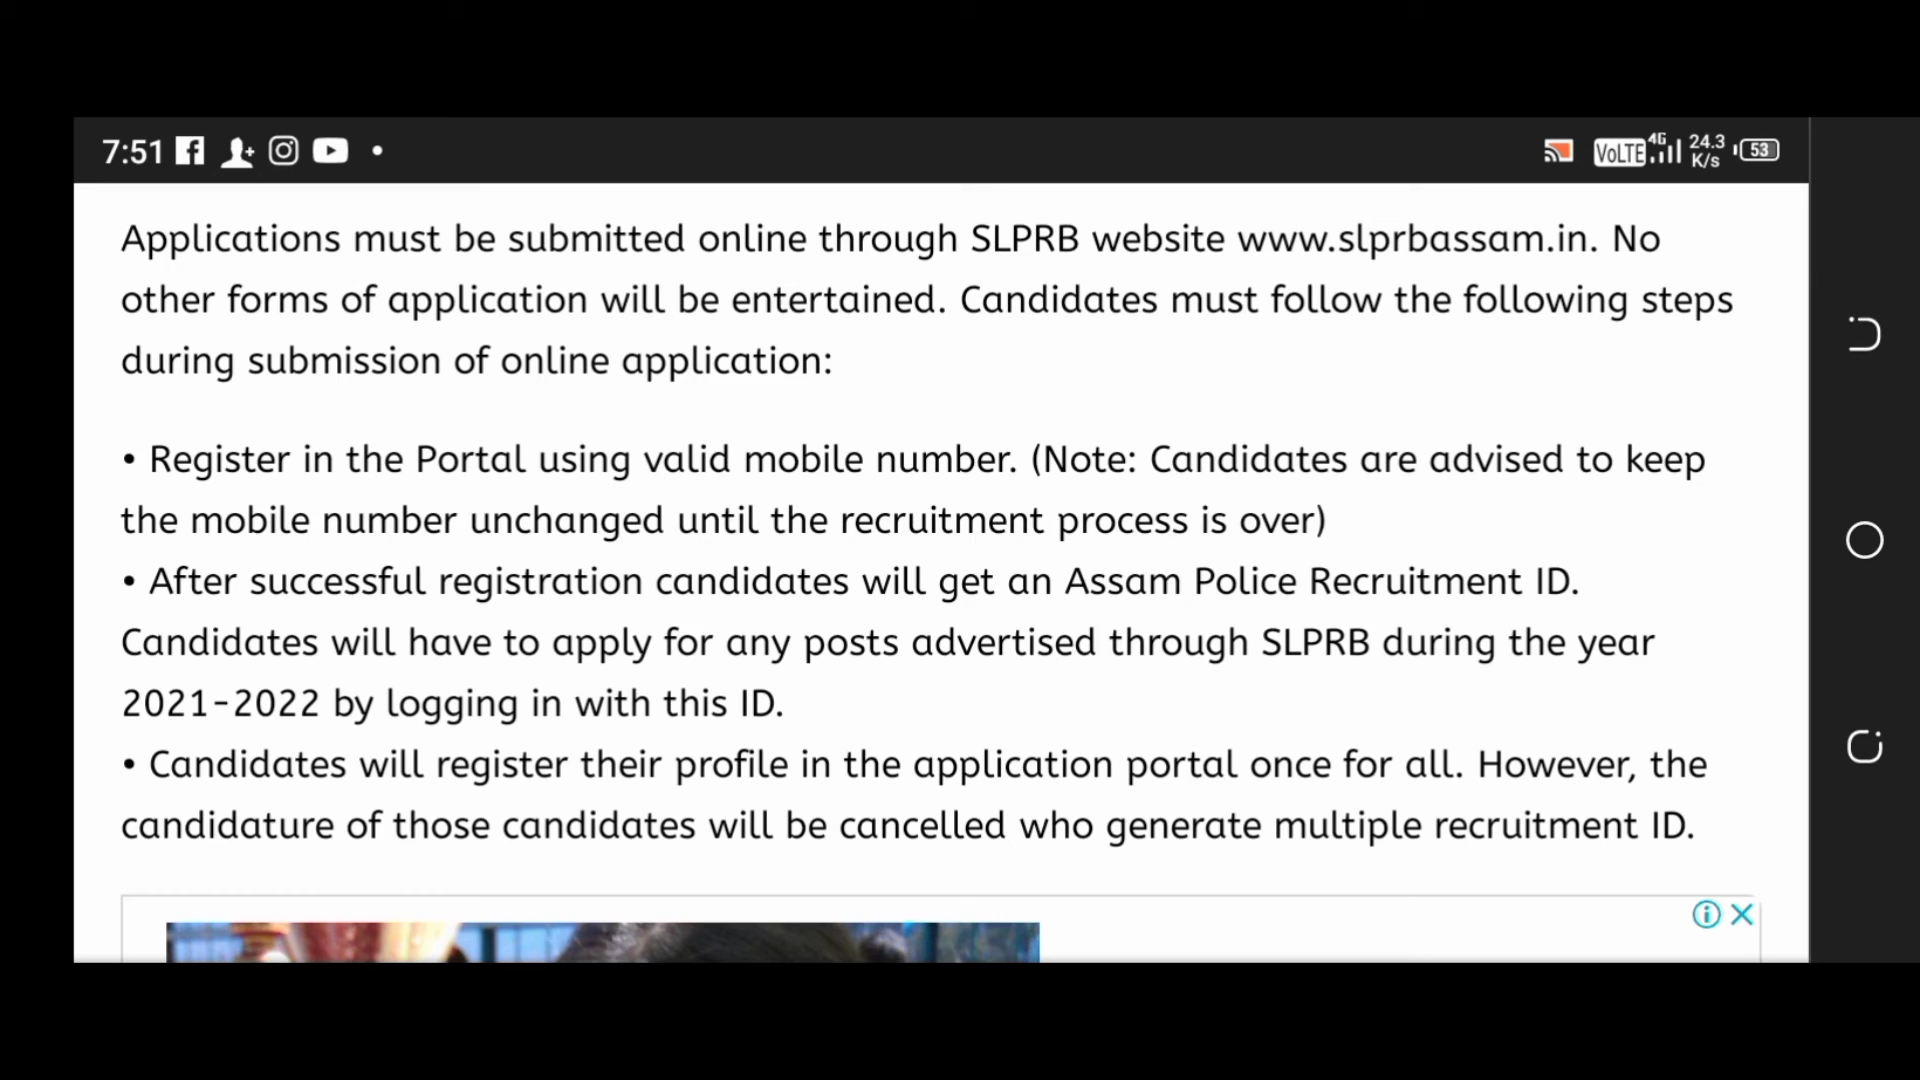 7:51
VoLTE 4G 24.3 K/s 53
Applications must be submitted online through SLPRB website www.slprbassam.in. No
other forms of application will be entertained. Candidates must follow the following steps
during submission of online application:
• Register in the Portal using valid mobile number. (Note: Candidates are advised to keep
the mobile number unchanged until the recruitment process is over)
• After successful registration candidates will get an Assam Police Recruitment ID.
Candidates will have to apply for any posts advertised through SLPRB during the year
2021-2022 by logging in with this ID.
• Candidates will register their profile in the application portal once for all. However, the
candidature of those candidates will be cancelled who generate multiple recruitment ID.